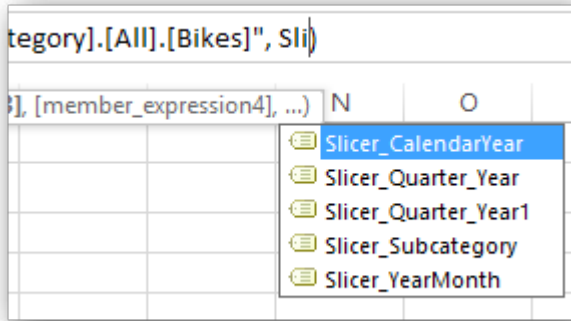 tegory].[All].[Bikes]", Sli)
], [member_expression4], ...)
N O
Slicer_CalendarYear
Slicer_Quarter_Year
Slicer_Quarter_Year1
Slicer_Subcategory
Slicer_YearMonth